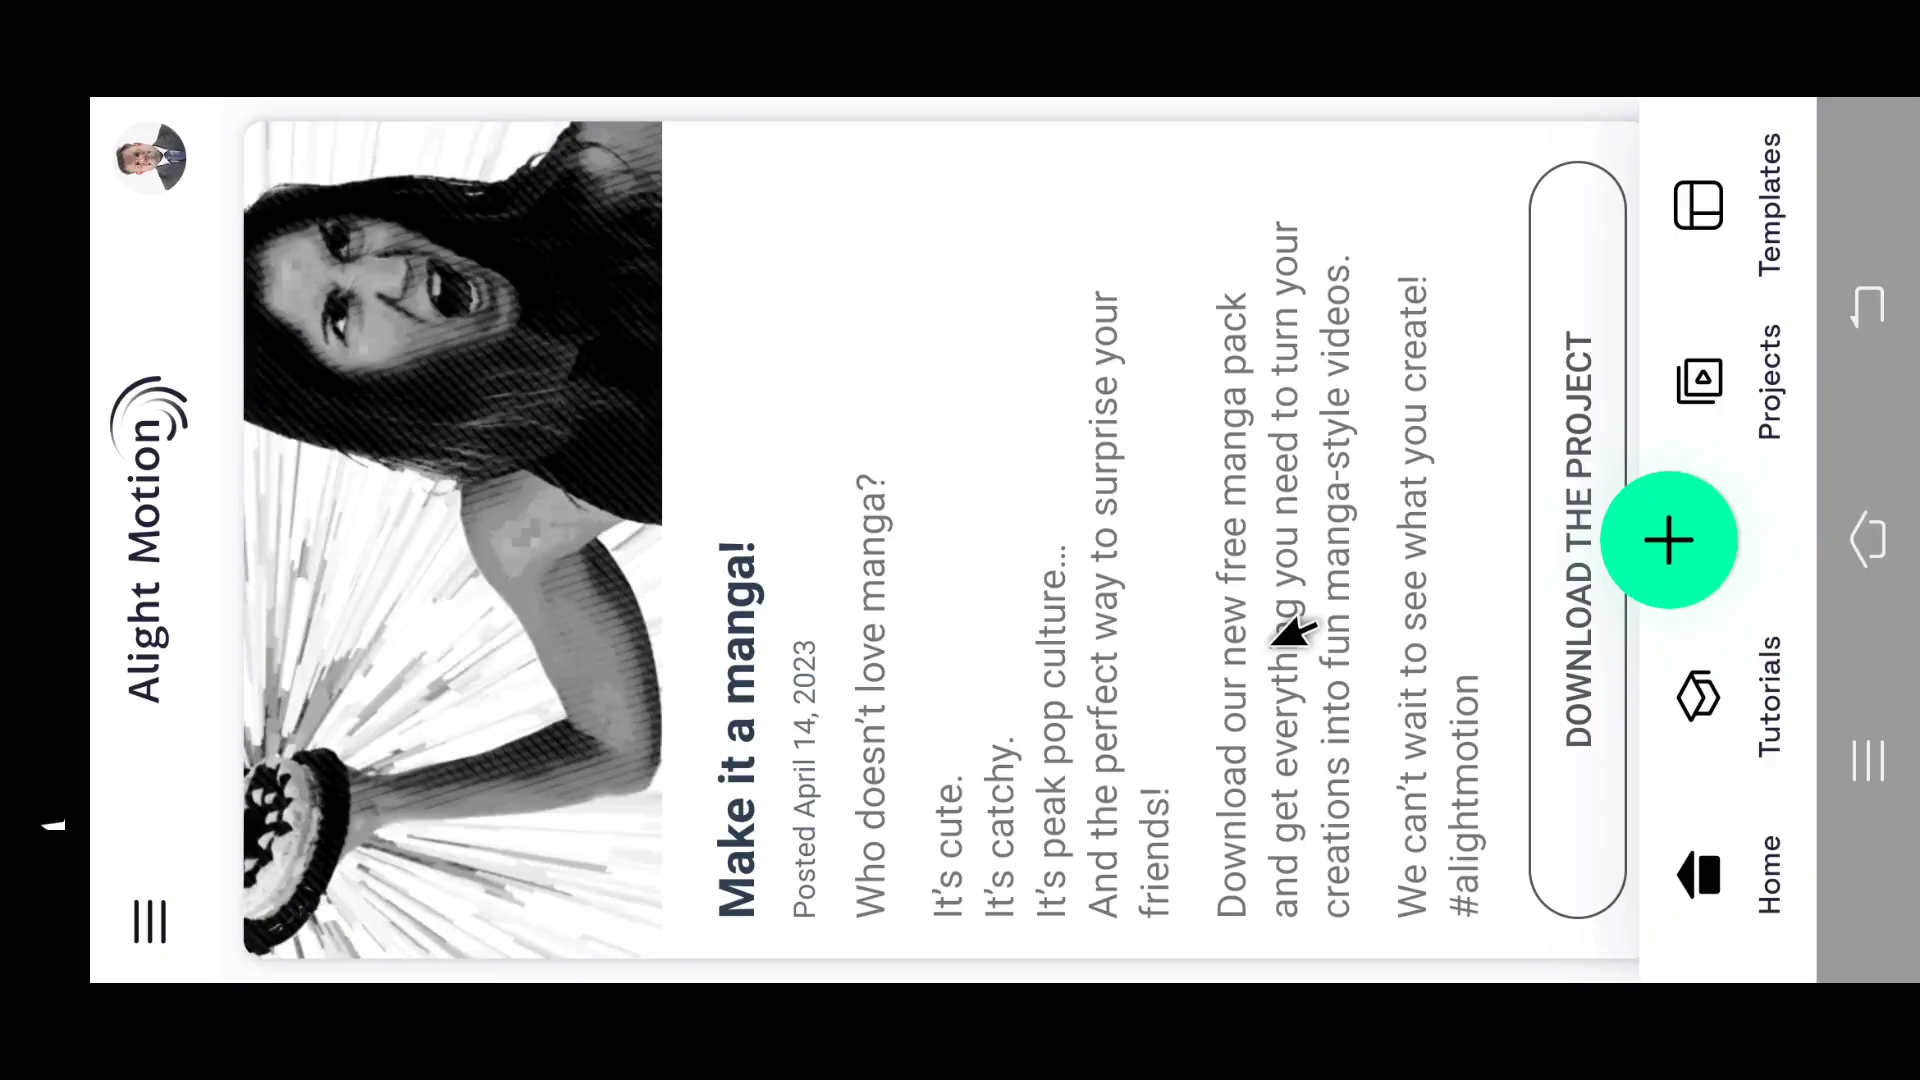 Alight Motion
Make it a manga!
Posted April 14, 2023
Who doesn't love manga?
It's cute.
It's catchy.
It's peak pop culture...
And the perfect way to surprise your
friends!
Download our new free manga pack
and get everything you need to turn your
creations into fun manga-style videos.
We can't wait to see what you create!
#alightmotion
DOWNLOAD THE PROJECT
Home
Tutorials
Projects
Templates